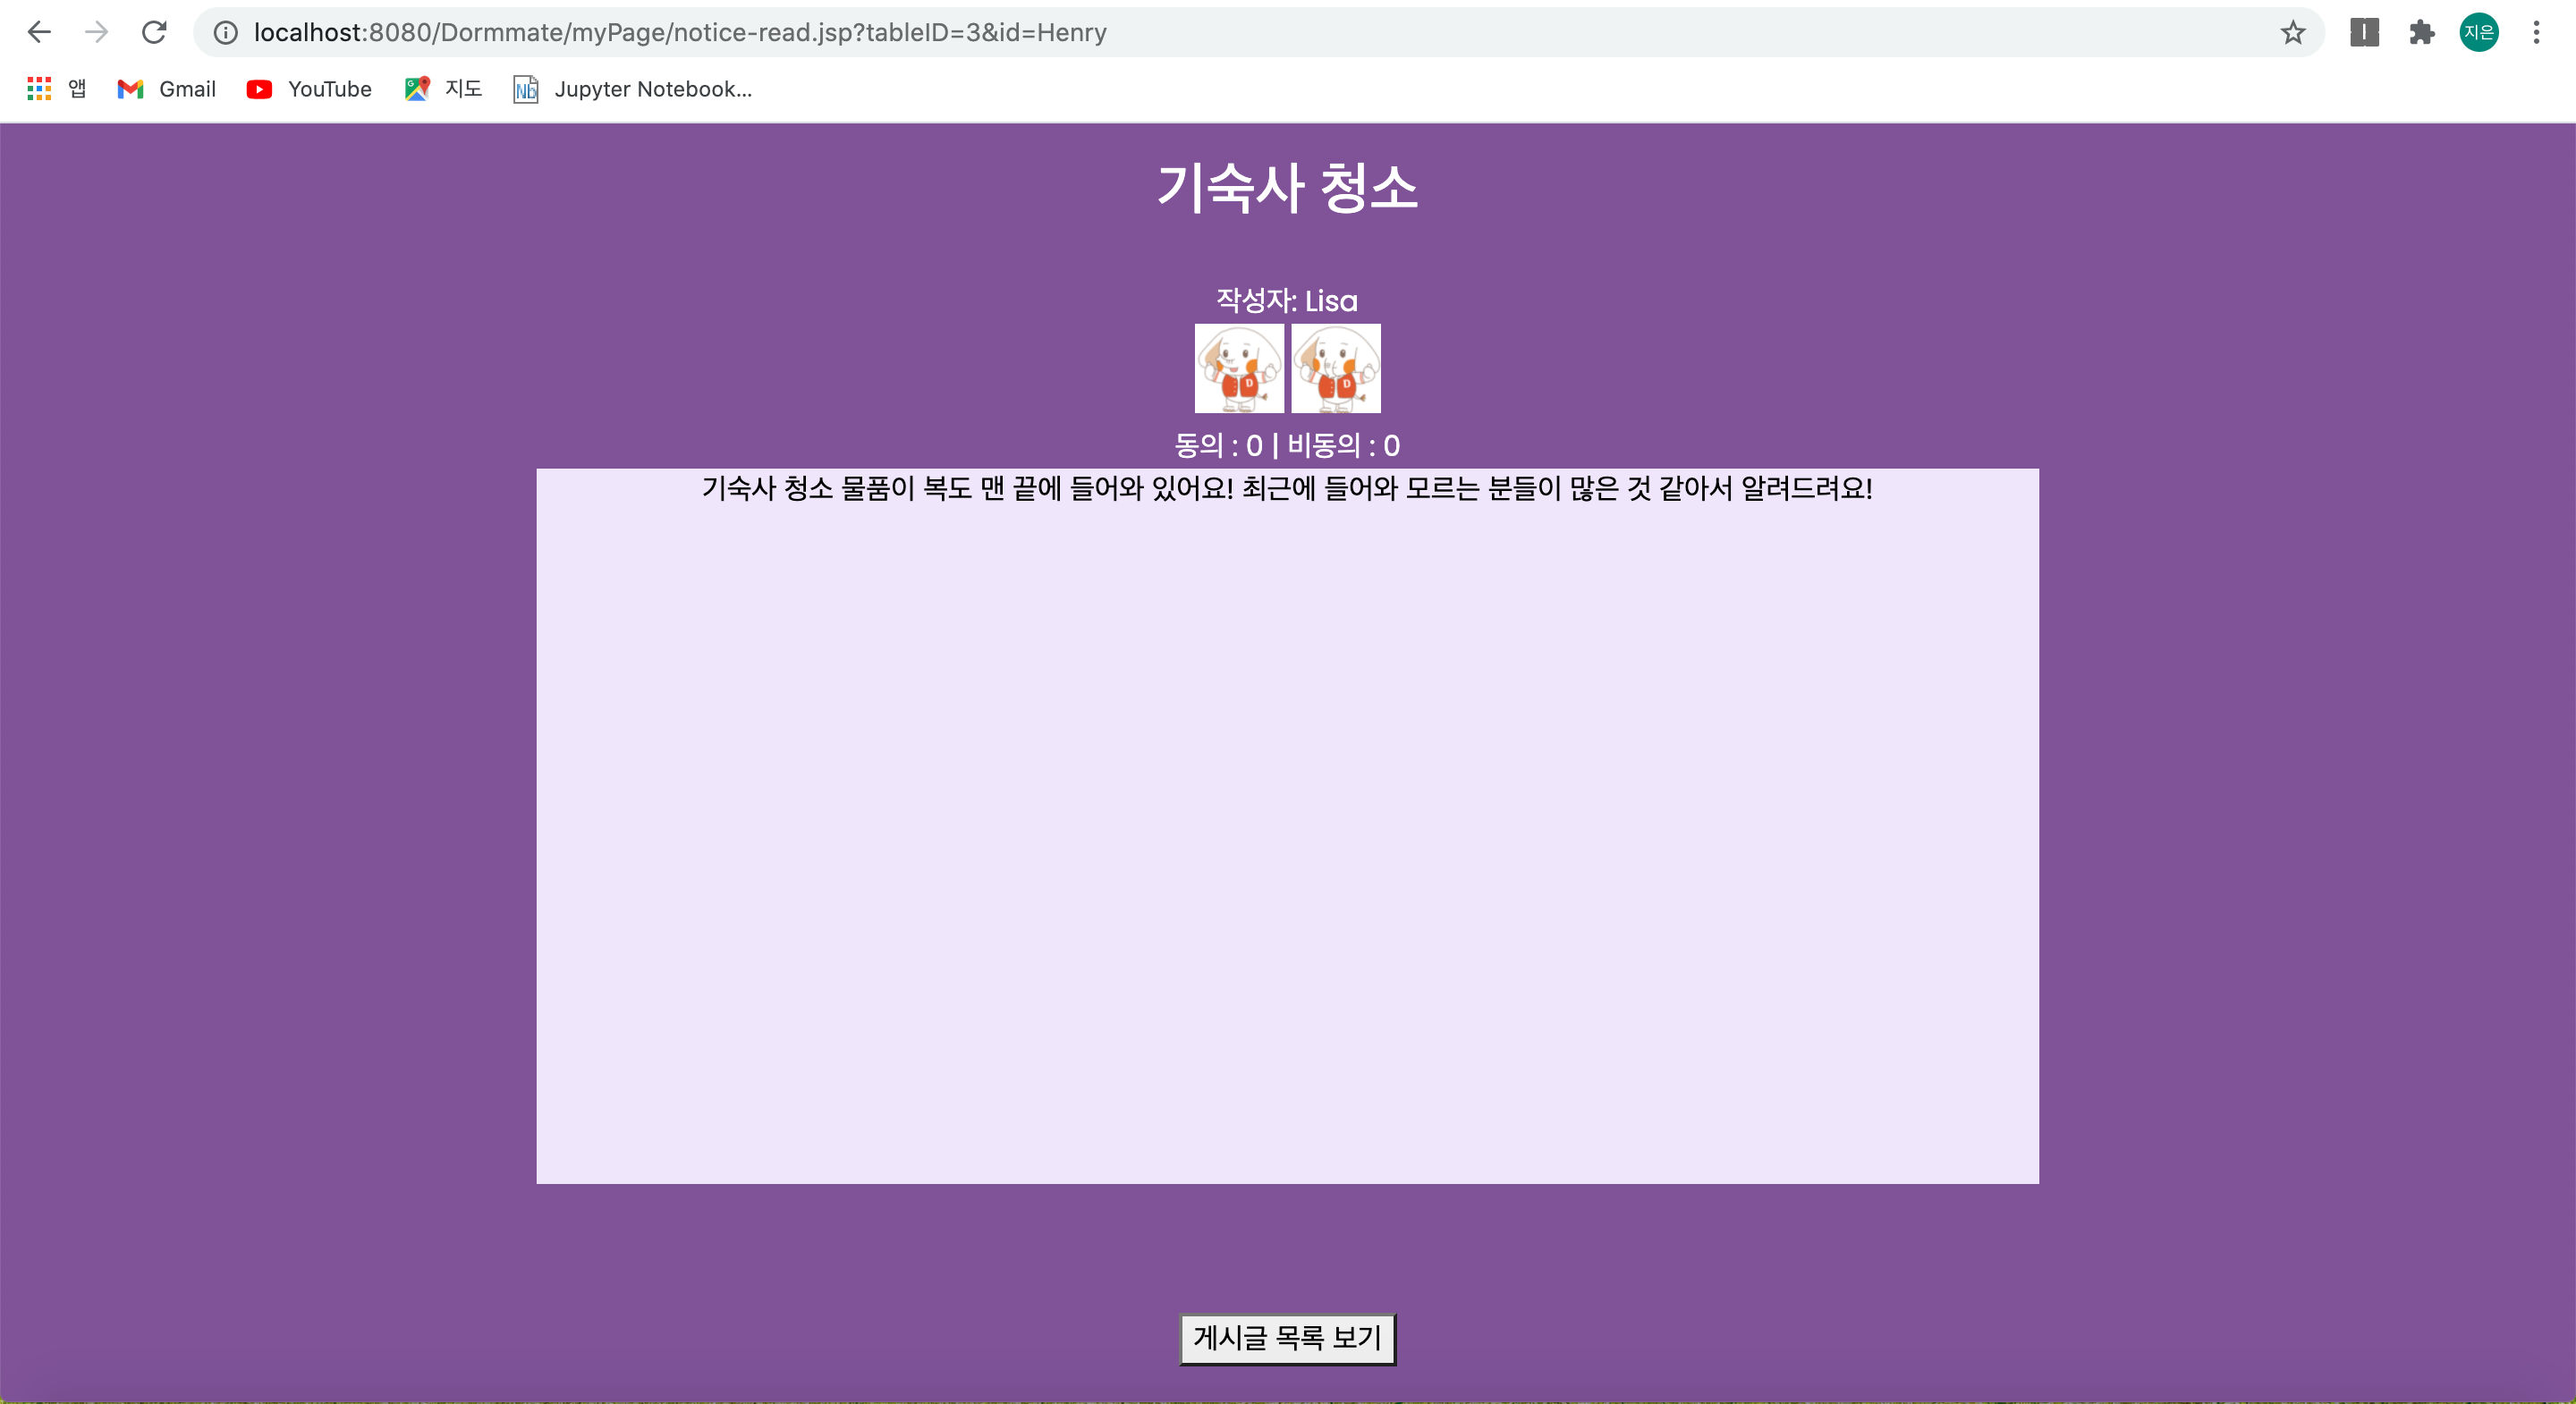 localhost:8080/Dormmate/myPage/notice-read.jsp?tableID=3&id=Henry
지은
앱 Gmail YouTube 지도 Jupyter Notebook...
기숙사 청소
작성자: Lisa
D D
동의 : 0 | 비동의 : 0
기숙사 청소 물품이 복도 맨 끝에 들어와 있어요! 최근에 들어와 모르는 분들이 많은 것 같아서 알려드려요!
게시글 목록 보기